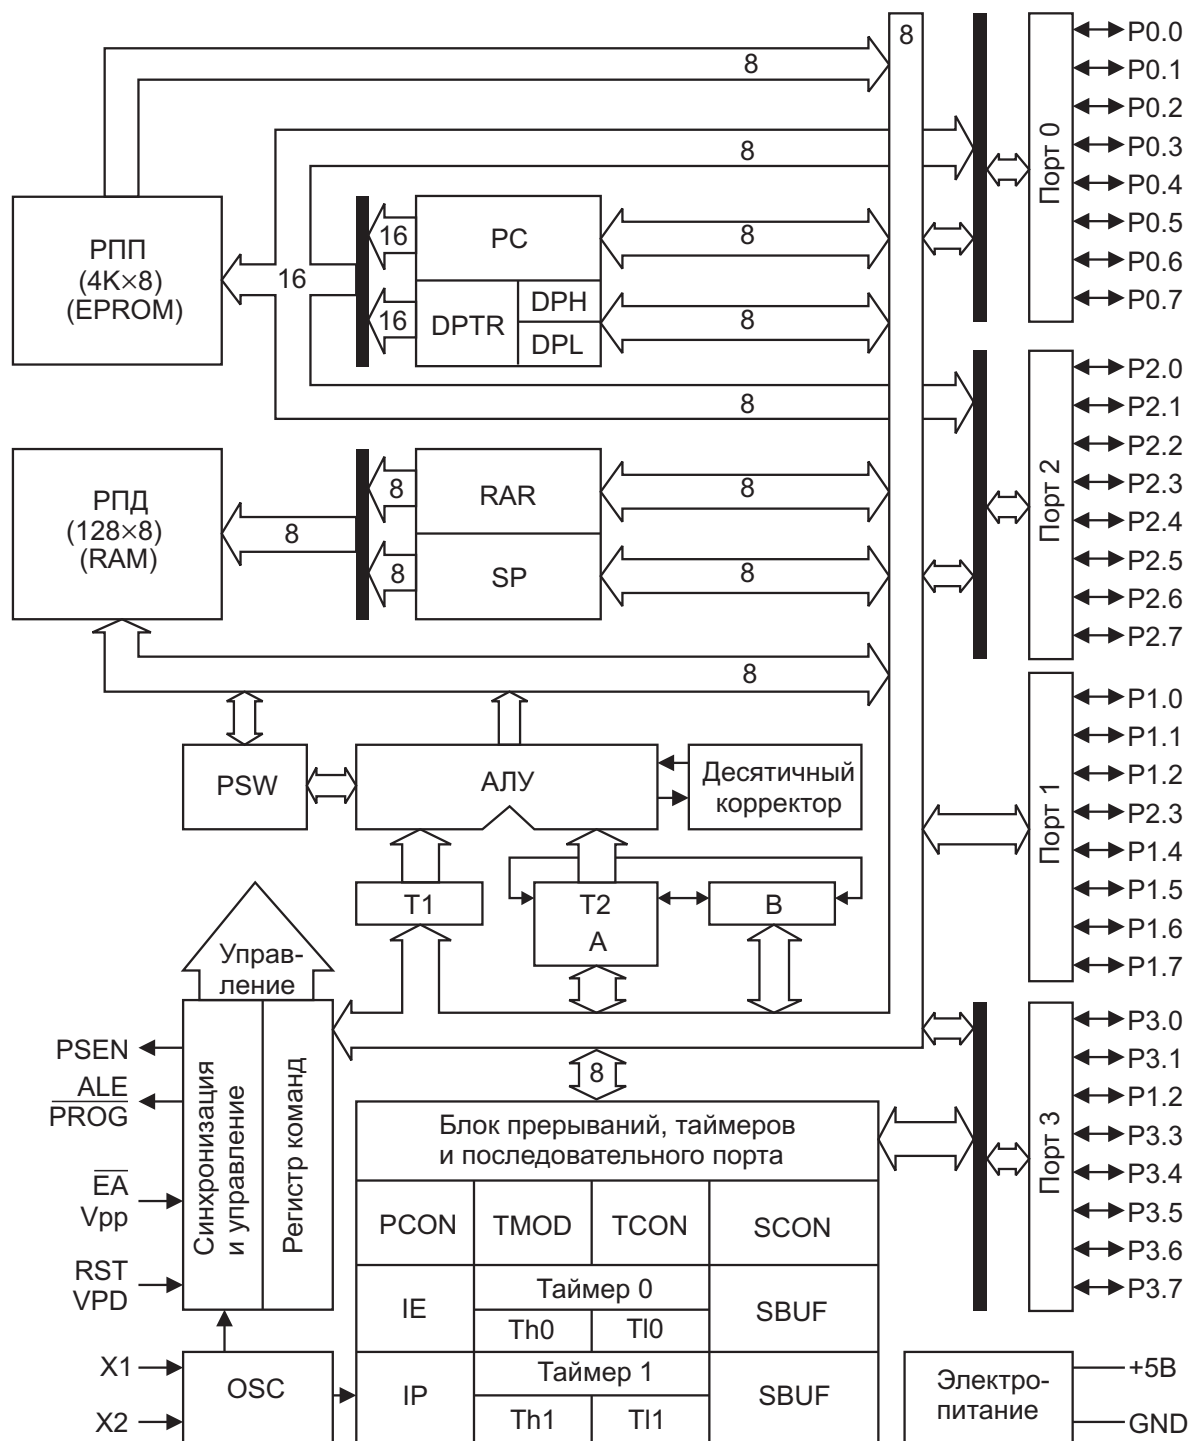 8
8
8
8
Порт 0
P0.0
P0.1
P0.2
P0.3
P0.4
P0.5
P0.6
P0.7
РПП
(4K×8)
(EPROM)
16
16
16
PC
DPTR
DPH
DPL
8
8
8
Порт 2
P2.0
P2.1
P2.2
P2.3
P2.4
P2.5
P2.6
P2.7
РПД
(128×8)
(RAM)
8
8
8
RAR
SP
8
8
Порт 1
P1.0
P1.1
P1.2
P2.3
P1.4
P1.5
P1.6
P1.7
PSW
АЛУ
Десятичный
корректор
T1
T2
A
B
Управ-
ление
PSEN
ALE
PROG
EA
Vpp
RST
VPD
X1
X2
Синхронизация
и управление
Регистр команд
OSC
8
Блок прерываний, таймеров
и последовательного порта
PCON
TMOD
TCON
SCON
IE
Таймер 0
Th0
Tl0
SBUF
IP
Таймер 1
Th1
Tl1
SBUF
Порт 3
P3.0
P3.1
P1.2
P3.3
P3.4
P3.5
P3.6
P3.7
Электро-
питание
+5В
GND